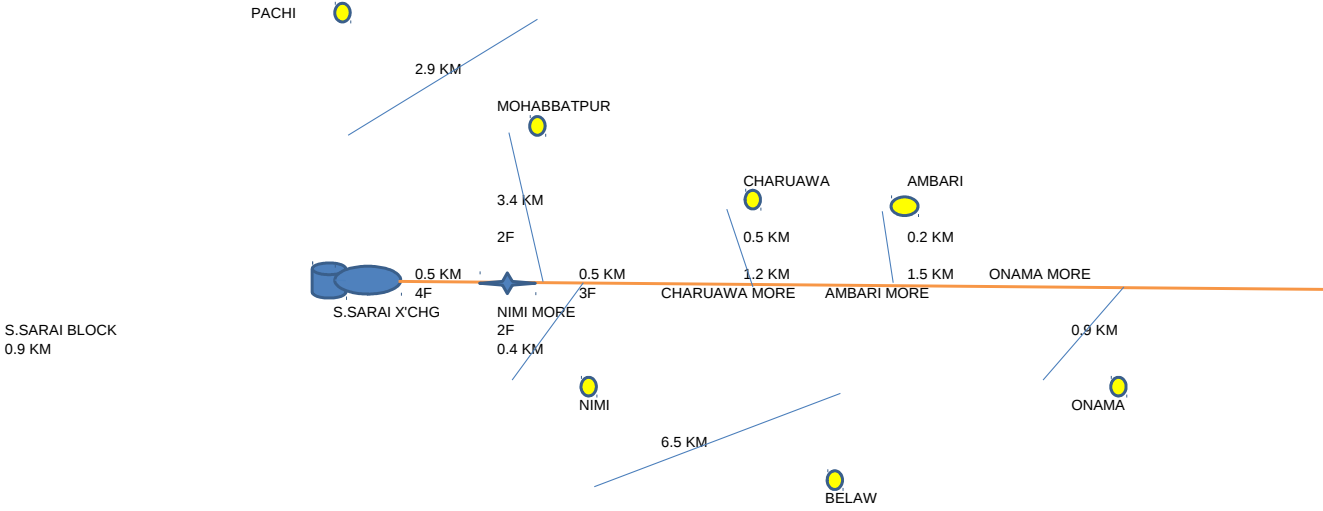 PACHI
2.9 KM
MOHABBATPUR
CHARUAWA
AMBARI
3.4 KM
2F
0.5 KM
0.2 KM
0.5 KM
0.5 KM
1.2 KM
1.5 KM
ONAMA MORE
4F
3F
CHARUAWA MORE
AMBARI MORE
S.SARAI X'CHG
NIMI MORE
S.SARAI BLOCK
2F
0.9 KM
0.9 KM
0.4 KM
NIMI
ONAMA
6.5 KM
BELAW